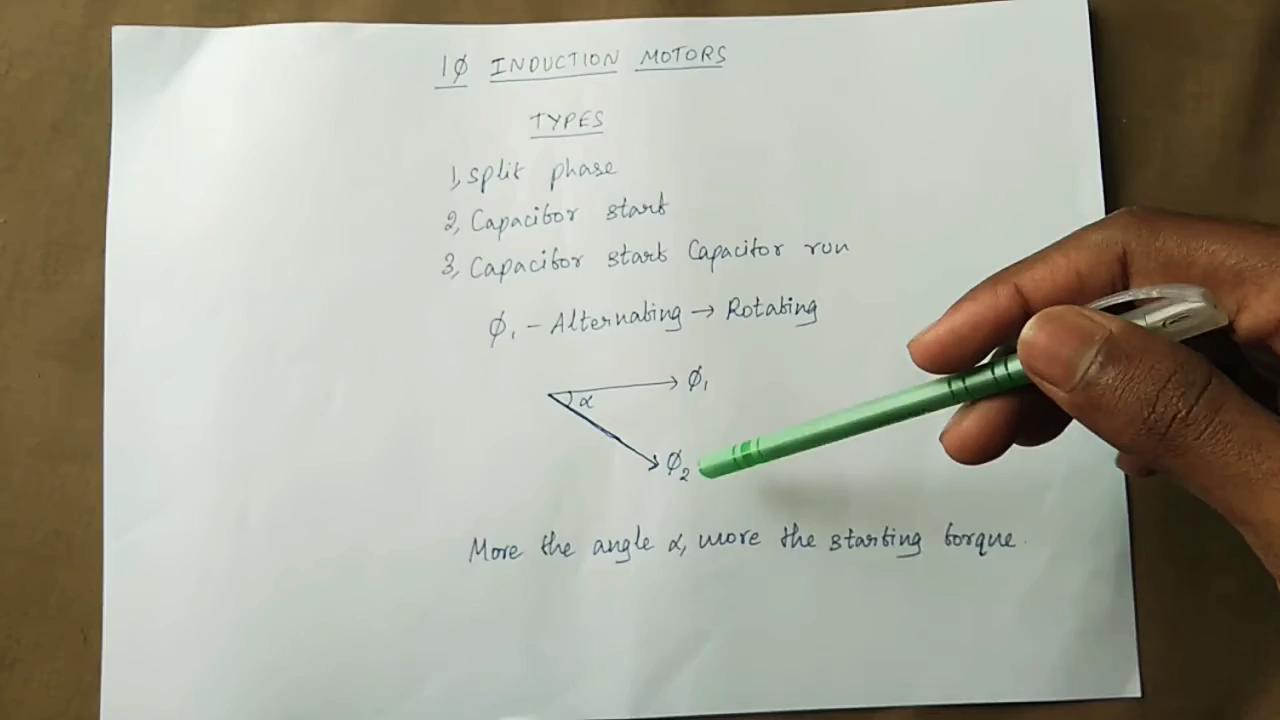 1φ INDUCTION MOTORS
TYPES
1, Split phase
2, Capacitor start
3, Capacitor start Capacitor run
φ₁ - Alternating → Rotating
α
φ₁
φ₂
More the angle α, more the starting torque.